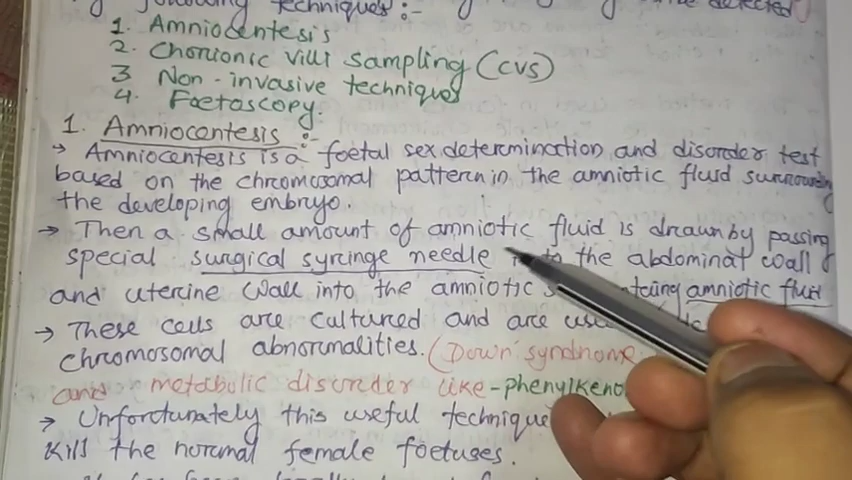 following techniques :-
1. Amniocentesis
2. Chorionic villi sampling (CVS)
3 Non-invasive techniques
4. Foetoscopy.
1. Amniocentesis :-
→ Amniocentesis is a foetal sex determination and disorder test
based on the chromosomal pattern in the amniotic fluid surrounding
the developing embryo.
→ Then a small amount of amniotic fluid is drawn by passing
special surgical syringe needle into the abdominal wall
and uterine wall into the amniotic amniotic fluid
→ These cells are cultured and are
chromosomal abnormalities. (Down syndrome
and metabolic disorder like-
→ Unfortunately this useful technique
kill the normal female foetuses.